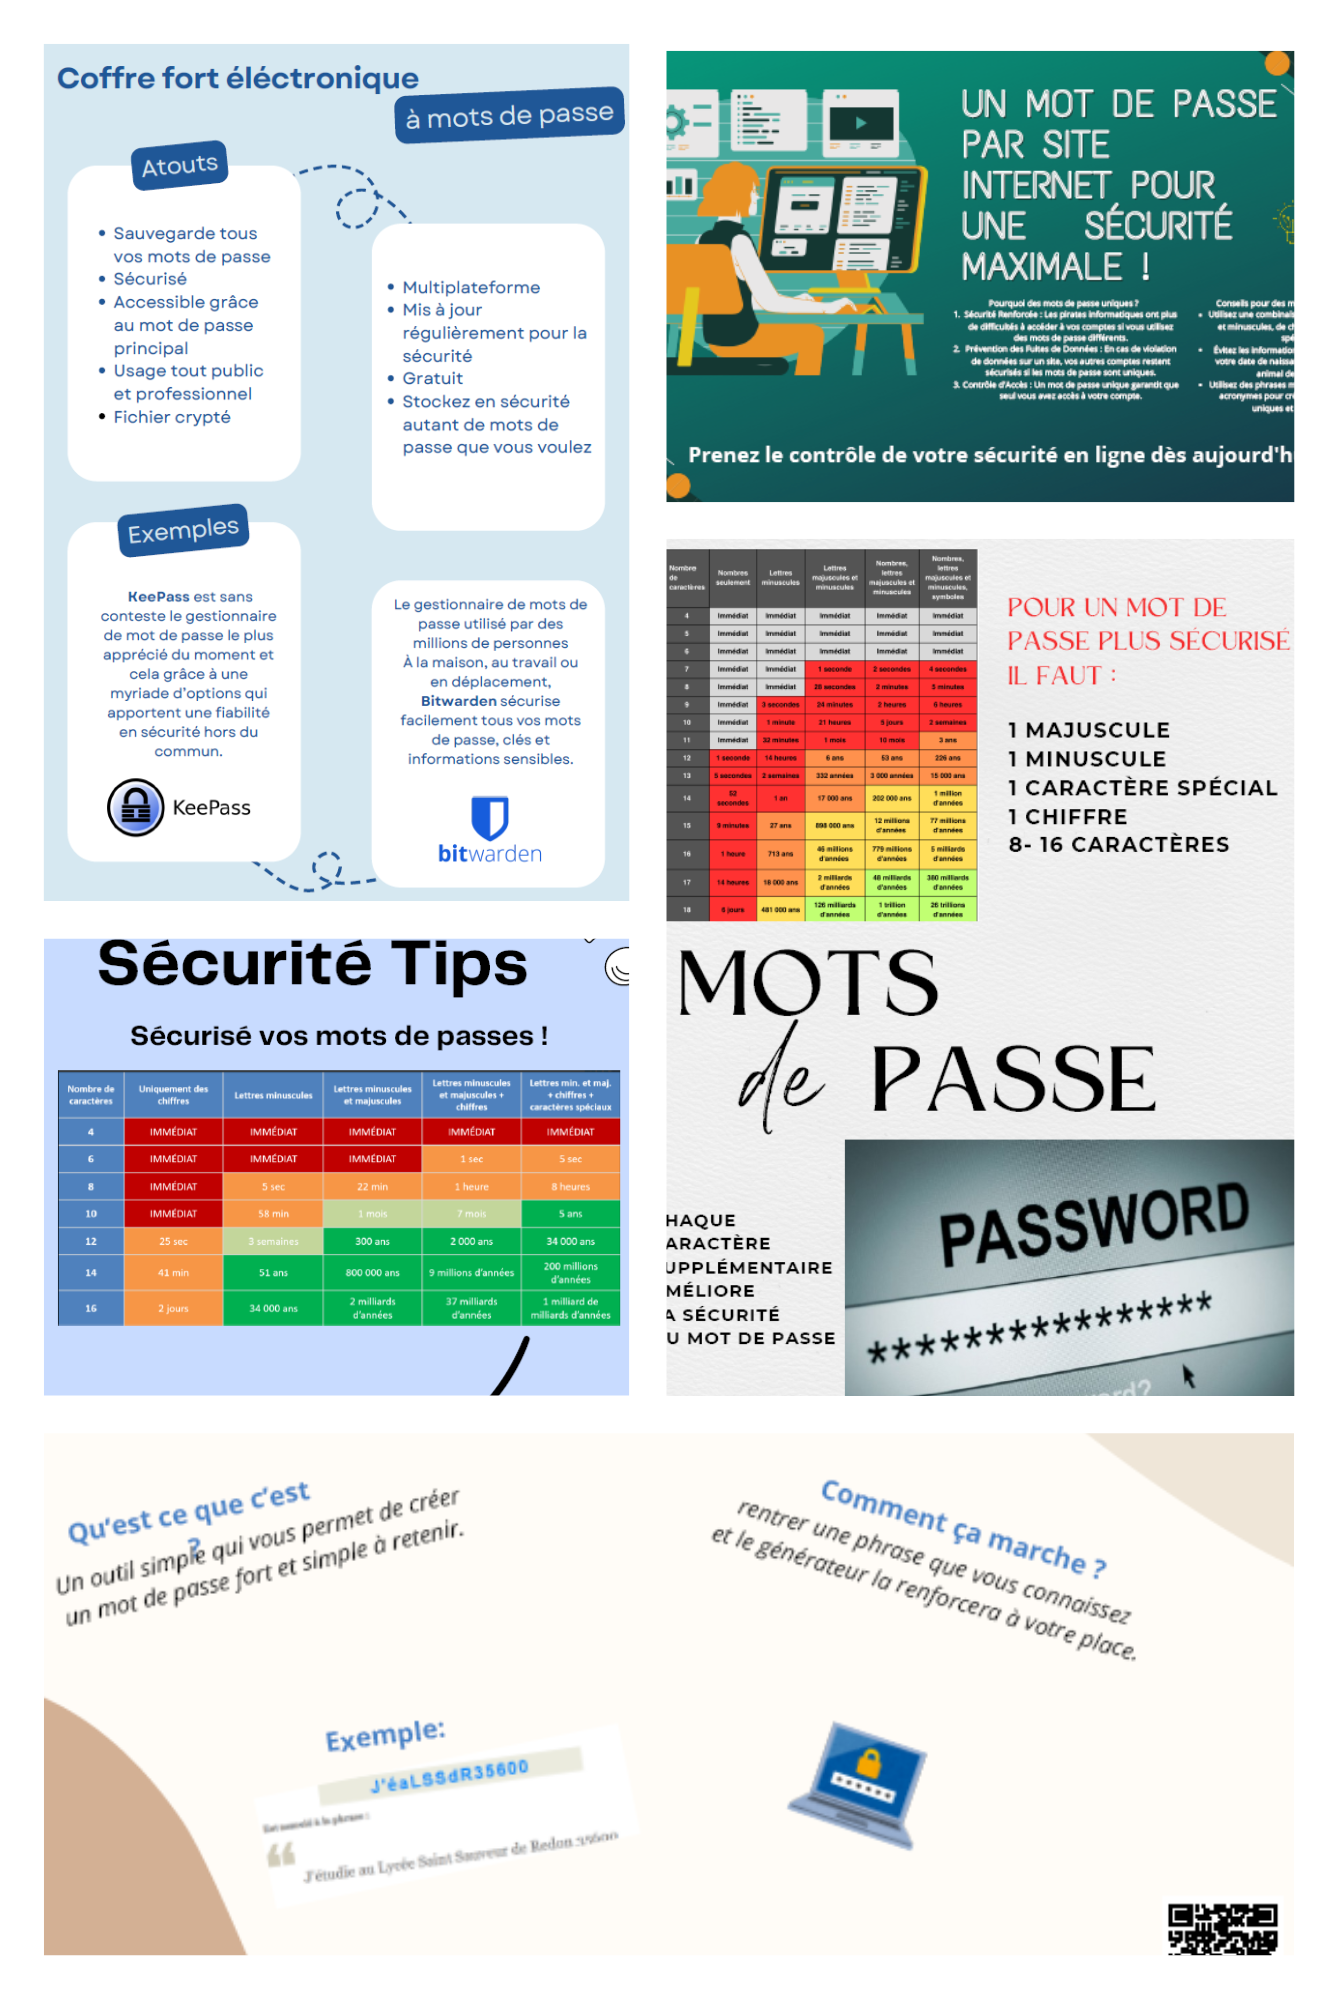 Coffre fort éléctronique
à mots de passe
Atouts
• Sauvegarde tous
vos mots de passe
• Sécurisé
• Accessible grâce
au mot de passe
principal
• Usage tout public
et professionnel
• Fichier crypté
• Multiplateforme
• Mis à jour
régulièrement pour la
sécurité
• Gratuit
• Stockez en sécurité
autant de mots de
passe que vous voulez
Exemples
KeePass est sans
conteste le gestionnaire
de mot de passe le plus
apprécié du moment et
cela grâce à une
myriade d'options qui
apportent une fiabilité
en sécurité hors du
commun.
KeePass
Le gestionnaire de mots de
passe utilisé par des
millions de personnes
À la maison, au travail ou
en déplacement,
Bitwarden sécurise
facilement tous vos mots
de passe, clés et
informations sensibles.
bitwarden
UN MOT DE PASSE
PAR SITE
INTERNET POUR
UNE SÉCURITÉ
MAXIMALE !
Pourquoi des mots de passe uniques ?
1. Sécurité Renforcée : Les pirates informatiques ont plus
de difficultés à accéder à vos comptes si vous utilisez
des mots de passe différents.
2. Prévention des Fuites de Données : En cas de violation
de données sur un site, vos autres comptes restent
sécurisés si les mots de passe sont uniques.
3. Contrôle d'Accès : Un mot de passe unique garantit que
seul vous avez accès à votre compte.
Conseils pour des m
• Utilisez une combinais
et minuscules, de ch
spé
• Évitez les informatio
votre date de naissa
animal de
• Utilisez des phrases m
acronymes pour cr
uniques et
Prenez le contrôle de votre sécurité en ligne dès aujourd'h
Nombre de caractères Nombres seulement Lettres minuscules Lettres majuscules et minuscules Nombres, lettres majuscules et minuscules Nombres, lettres majuscules et minuscules, symboles
4 Immédiat Immédiat Immédiat Immédiat Immédiat
5 Immédiat Immédiat Immédiat Immédiat Immédiat
6 Immédiat Immédiat Immédiat Immédiat Immédiat
7 Immédiat Immédiat 1 seconde 2 secondes 4 secondes
8 Immédiat Immédiat 28 secondes 2 minutes 5 minutes
9 Immédiat 3 secondes 24 minutes 2 heures 6 heures
10 Immédiat 1 minute 21 heures 5 jours 2 semaines
11 Immédiat 32 minutes 1 mois 10 mois 3 ans
12 1 seconde 14 heures 6 ans 53 ans 226 ans
13 5 secondes 2 semaines 332 années 3 000 années 15 000 ans
14 52 secondes 1 an 17 000 ans 202 000 ans 1 million d'années
15 9 minutes 27 ans 898 000 ans 12 millions d'années 77 millions d'années
16 1 heure 713 ans 46 millions d'années 779 millions d'années 5 milliards d'années
17 14 heures 18 000 ans 2 milliards d'années 48 milliards d'années 380 milliards d'années
18 6 jours 481 000 ans 126 milliards d'années 1 trillion d'années 26 trillions d'années
POUR UN MOT DE
PASSE PLUS SÉCURISÉ
IL FAUT :
1 MAJUSCULE
1 MINUSCULE
1 CARACTÈRE SPÉCIAL
1 CHIFFRE
8- 16 CARACTÈRES
MOTS
de PASSE
HAQUE
ARACTÈRE
UPPLÉMENTAIRE
MÉLIORE
A SÉCURITÉ
U MOT DE PASSE
PASSWORD
****************
rd?
Sécurité Tips
Sécurisé vos mots de passes !
Nombre de caractères Uniquement des chiffres Lettres minuscules Lettres minuscules et majuscules Lettres minuscules et majuscules + chiffres Lettres min. et maj. + chiffres + caractères spéciaux
4 IMMÉDIAT IMMÉDIAT IMMÉDIAT IMMÉDIAT IMMÉDIAT
6 IMMÉDIAT IMMÉDIAT IMMÉDIAT 1 sec 5 sec
8 IMMÉDIAT 5 sec 22 min 1 heure 8 heures
10 IMMÉDIAT 58 min 1 mois 7 mois 5 ans
12 25 sec 3 semaines 300 ans 2 000 ans 34 000 ans
14 41 min 51 ans 800 000 ans 9 millions d'années 200 millions d'années
16 2 jours 34 000 ans 2 milliards d'années 37 milliards d'années 1 milliard de milliards d'années
Qu'est ce que c'est
?
Un outil simple qui vous permet de créer
un mot de passe fort et simple à retenir.
Comment ça marche ?
rentrer une phrase que vous connaissez
et le générateur la renforcera à votre place.
Exemple:
J'éaLSSdR35600
Est associé à la phrase :
“ J'étudie au Lycée Saint Sauveur de Redon 35600